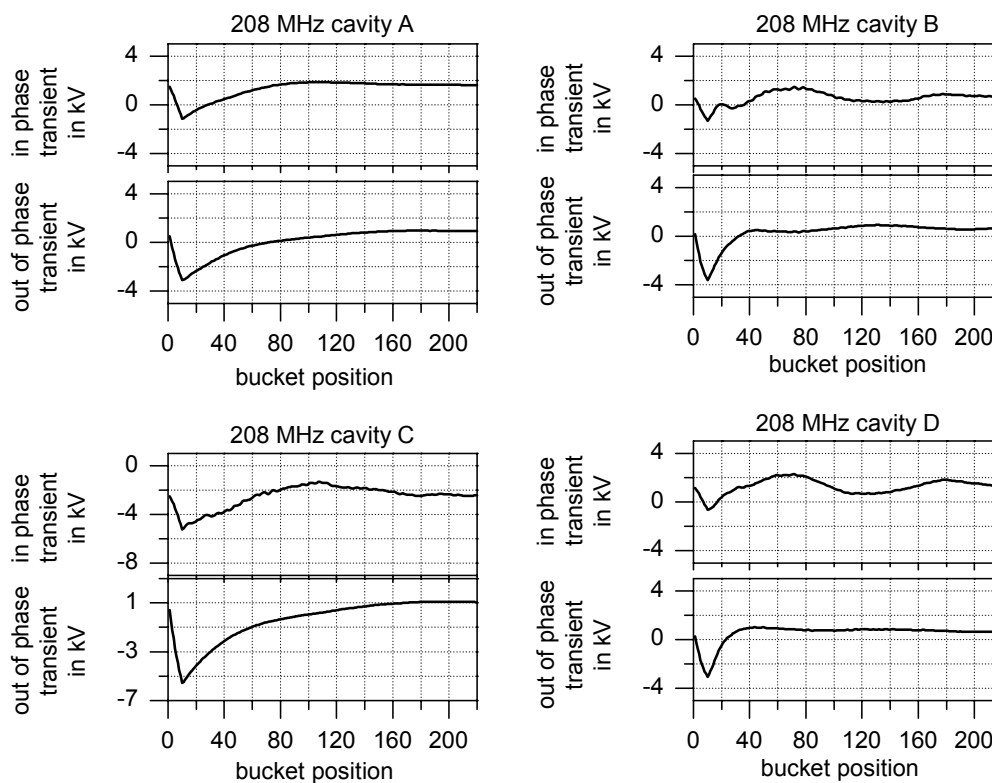 208 MHz cavity A
in phase
transient
in kV
4
0
-4
out of phase
transient
in kV
4
0
-4
0 40 80 120 160 200
bucket position
208 MHz cavity B
in phase
transient
in kV
4
0
-4
out of phase
transient
in kV
4
0
-4
0 40 80 120 160 200
bucket position
208 MHz cavity C
in phase
transient
in kV
0
-4
-8
out of phase
transient
in kV
1
-3
-7
0 40 80 120 160 200
bucket position
208 MHz cavity D
in phase
transient
in kV
4
0
-4
out of phase
transient
in kV
4
0
-4
0 40 80 120 160 200
bucket position